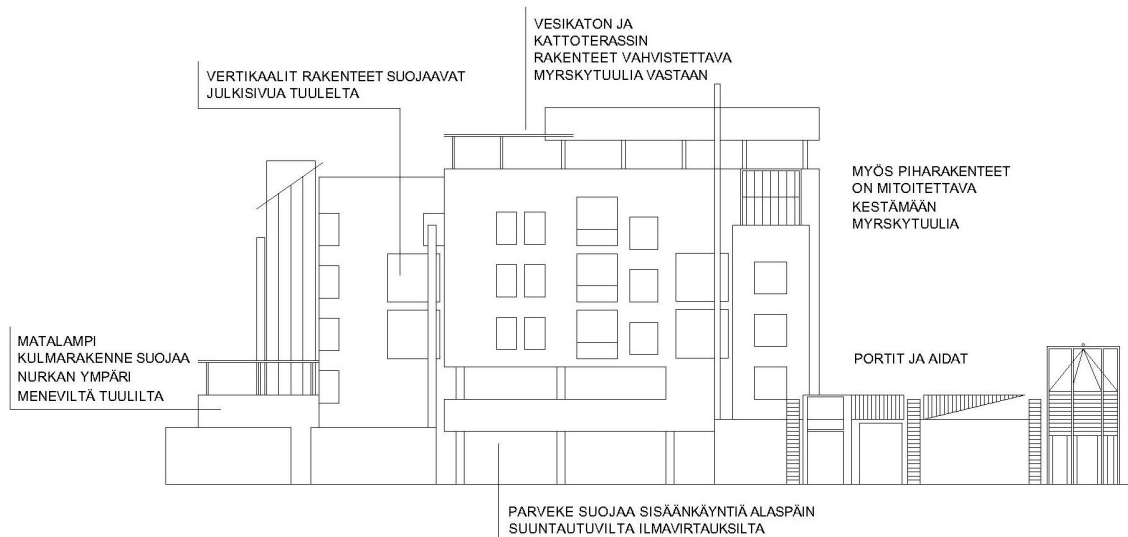 VESIKATON JA
KATTOTERASSIN
RAKENTEET VAHVISTETTAVA
MYRSKYTUULIA VASTAAN
VERTIKAALIT RAKENTEET SUOJAAVAT
JULKISIVUA TUULELTA
MYÖS PIHARAKENTEET
ON MITOITETTAVA
KESTÄMÄÄN
MYRSKYTUULIA
MATALAMPI
KULMARAKENNE SUOJAA
NURKAN YMPÄRI
MENEVILTÄ TUULILTA
PORTIT JA AIDAT
PARVEKE SUOJAA SISÄÄNKÄYNTIÄ ALASPÄIN
SUUNTAUTUVILTA ILMAVIRTAUKSILTA